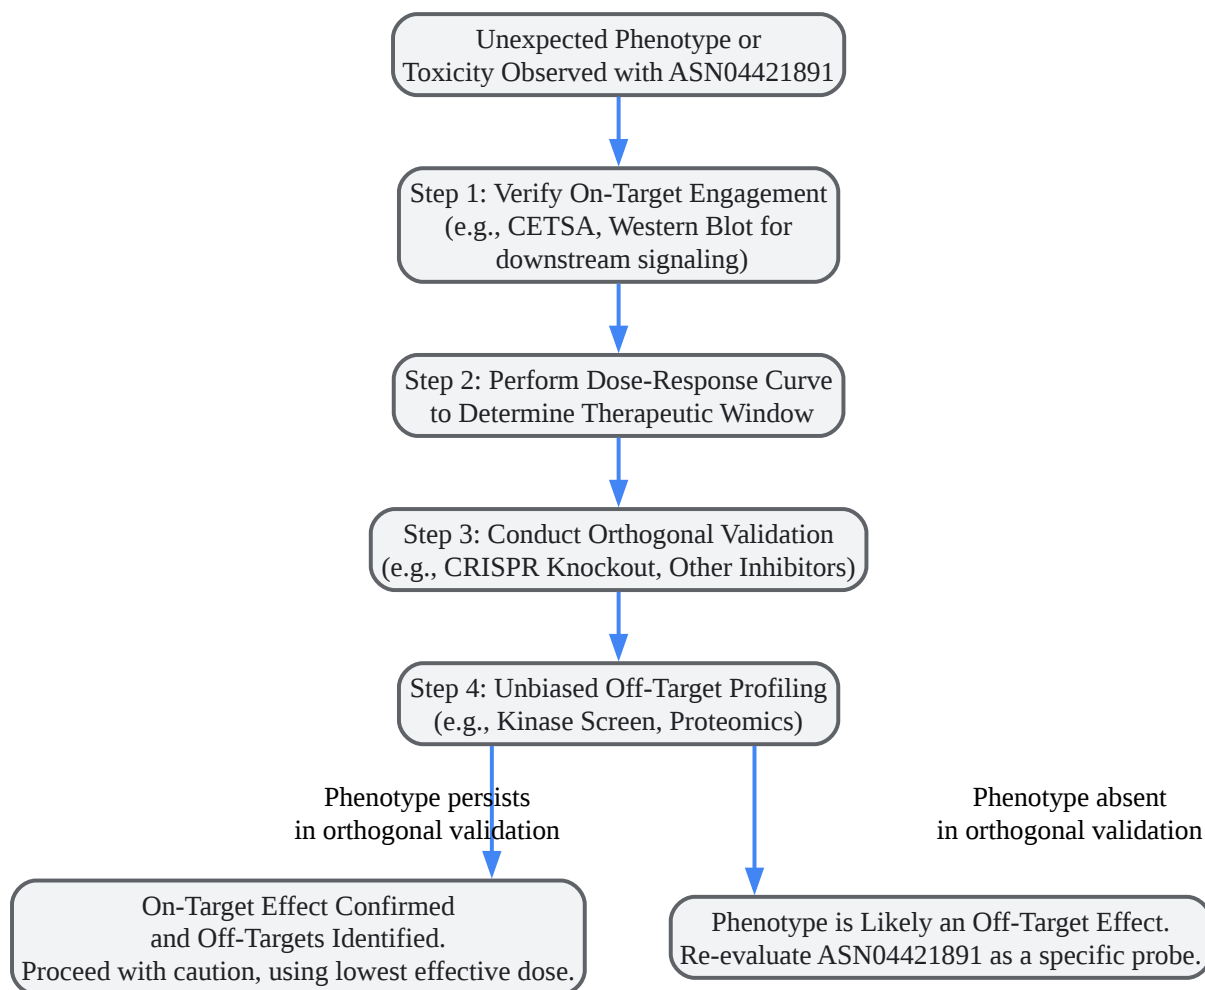 Unexpected Phenotype or
Toxicity Observed with ASN04421891
Step 1: Verify On-Target Engagement
(e.g., CETSA, Western Blot for
downstream signaling)
Step 2: Perform Dose-Response Curve
to Determine Therapeutic Window
Step 3: Conduct Orthogonal Validation
(e.g., CRISPR Knockout, Other Inhibitors)
Step 4: Unbiased Off-Target Profiling
(e.g., Kinase Screen, Proteomics)
Phenotype persists
in orthogonal validation
Phenotype absent
in orthogonal validation
On-Target Effect Confirmed
and Off-Targets Identified.
Proceed with caution, using lowest effective dose.
Phenotype is Likely an Off-Target Effect.
Re-evaluate ASN04421891 as a specific probe.